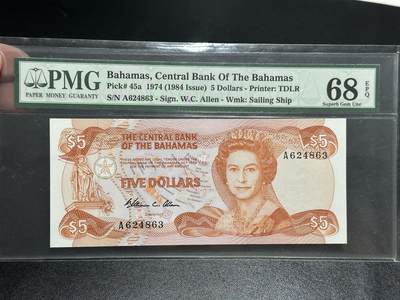 PMG
PAPER MONEY GUARANTY
Bahamas, Central Bank Of The Bahamas
Pick# 45a 1974 (1984 Issue) 5 Dollars - Printer: TDLR
S/N A624863 - Sign. W.C. Allen - Wmk: Sailing Ship
68 EPQ
Superb Gem Unc
$5
THE CENTRAL BANK
OF THE BAHAMAS
$5
A624863
FIVE DOLLARS
A624863
$5
$5